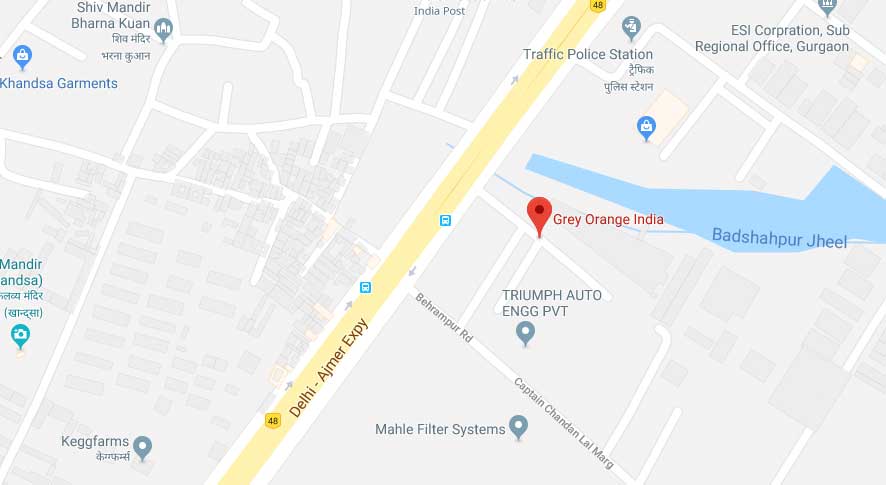 Shiv Mandir
Bharna Kuan
शिव मंदिर
भरना कुआन
India Post
48
Traffic Police Station
ट्रैफिक
पुलिस स्टेशन
ESI Corpration, Sub
Regional Office, Gurgaon
Khandsa Garments
Grey Orange India
Badshahpur Jheel
Mandir
andsa)
मंदिर
(खान्द्सा)
TRIUMPH AUTO
ENGG PVT
Behrampur Rd
Delhi - Ajmer Expy
Captain Chandan Lal Marg
48
Mahle Filter Systems
Keggfarms
केग्फर्म्स